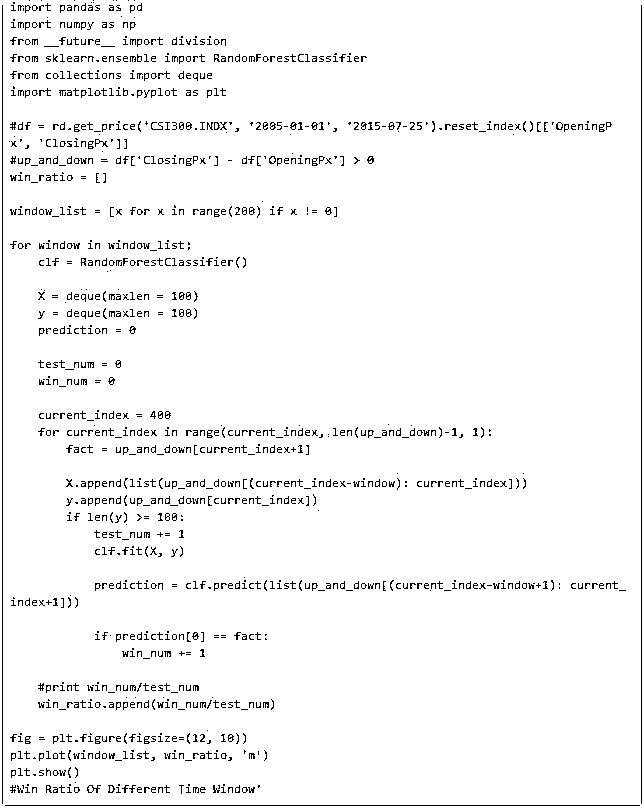 import pandas as pd
import numpy as np
from __future__ import division
from sklearn.ensemble import RandomForestClassifier
from collections import deque
import matplotlib.pyplot as plt
#df = rd.get_price('CSI300.INDX', '2005-01-01', '2015-07-25').reset_index()[['OpeningP
x', 'ClosingPx']]
#up_and_down = df['ClosingPx'] - df['OpeningPx'] > 0
win_ratio = []
window_list = [x for x in range(200) if x != 0]
for window in window_list:
    clf = RandomForestClassifier()
    X = deque(maxlen = 100)
    y = deque(maxlen = 100)
    prediction = 0
    test_num = 0
    win_num = 0
    current_index = 400
    for current_index in range(current_index, len(up_and_down)-1, 1):
        fact = up_and_down[current_index+1]
        X.append(list(up_and_down[(current_index-window): current_index]))
        y.append(up_and_down[current_index])
        if len(y) >= 100:
            test_num += 1
            clf.fit(X, y)
            prediction = clf.predict(list(up_and_down[(current_index-window+1): current_
index+1]))
            if prediction[0] == fact:
                win_num += 1
    #print win_num/test_num
    win_ratio.append(win_num/test_num)
fig = plt.figure(figsize=(12, 10))
plt.plot(window_list, win_ratio, 'm')
plt.show()
#Win Ratio Of Different Time Window'